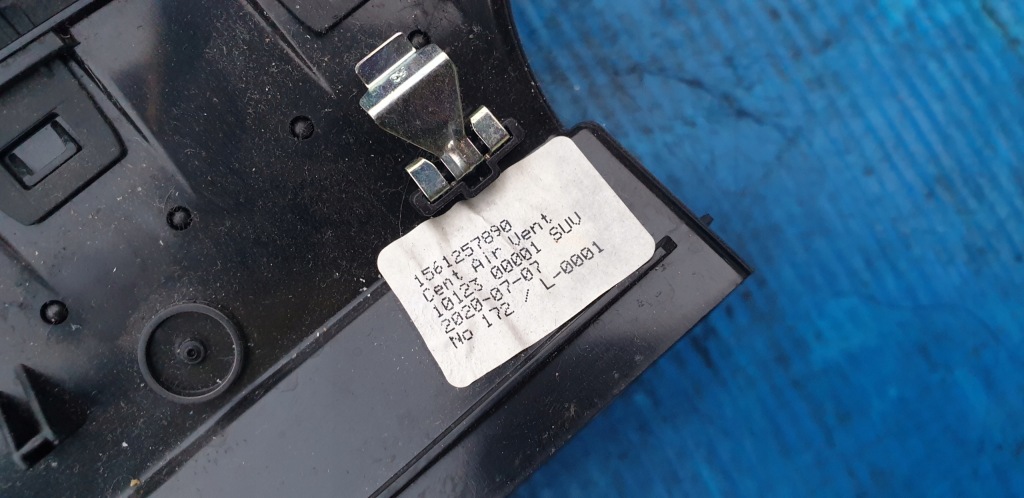 1561257890
Cent Air Vent
10123 00001 SUV
2020-07-07
No 172 / L-0001